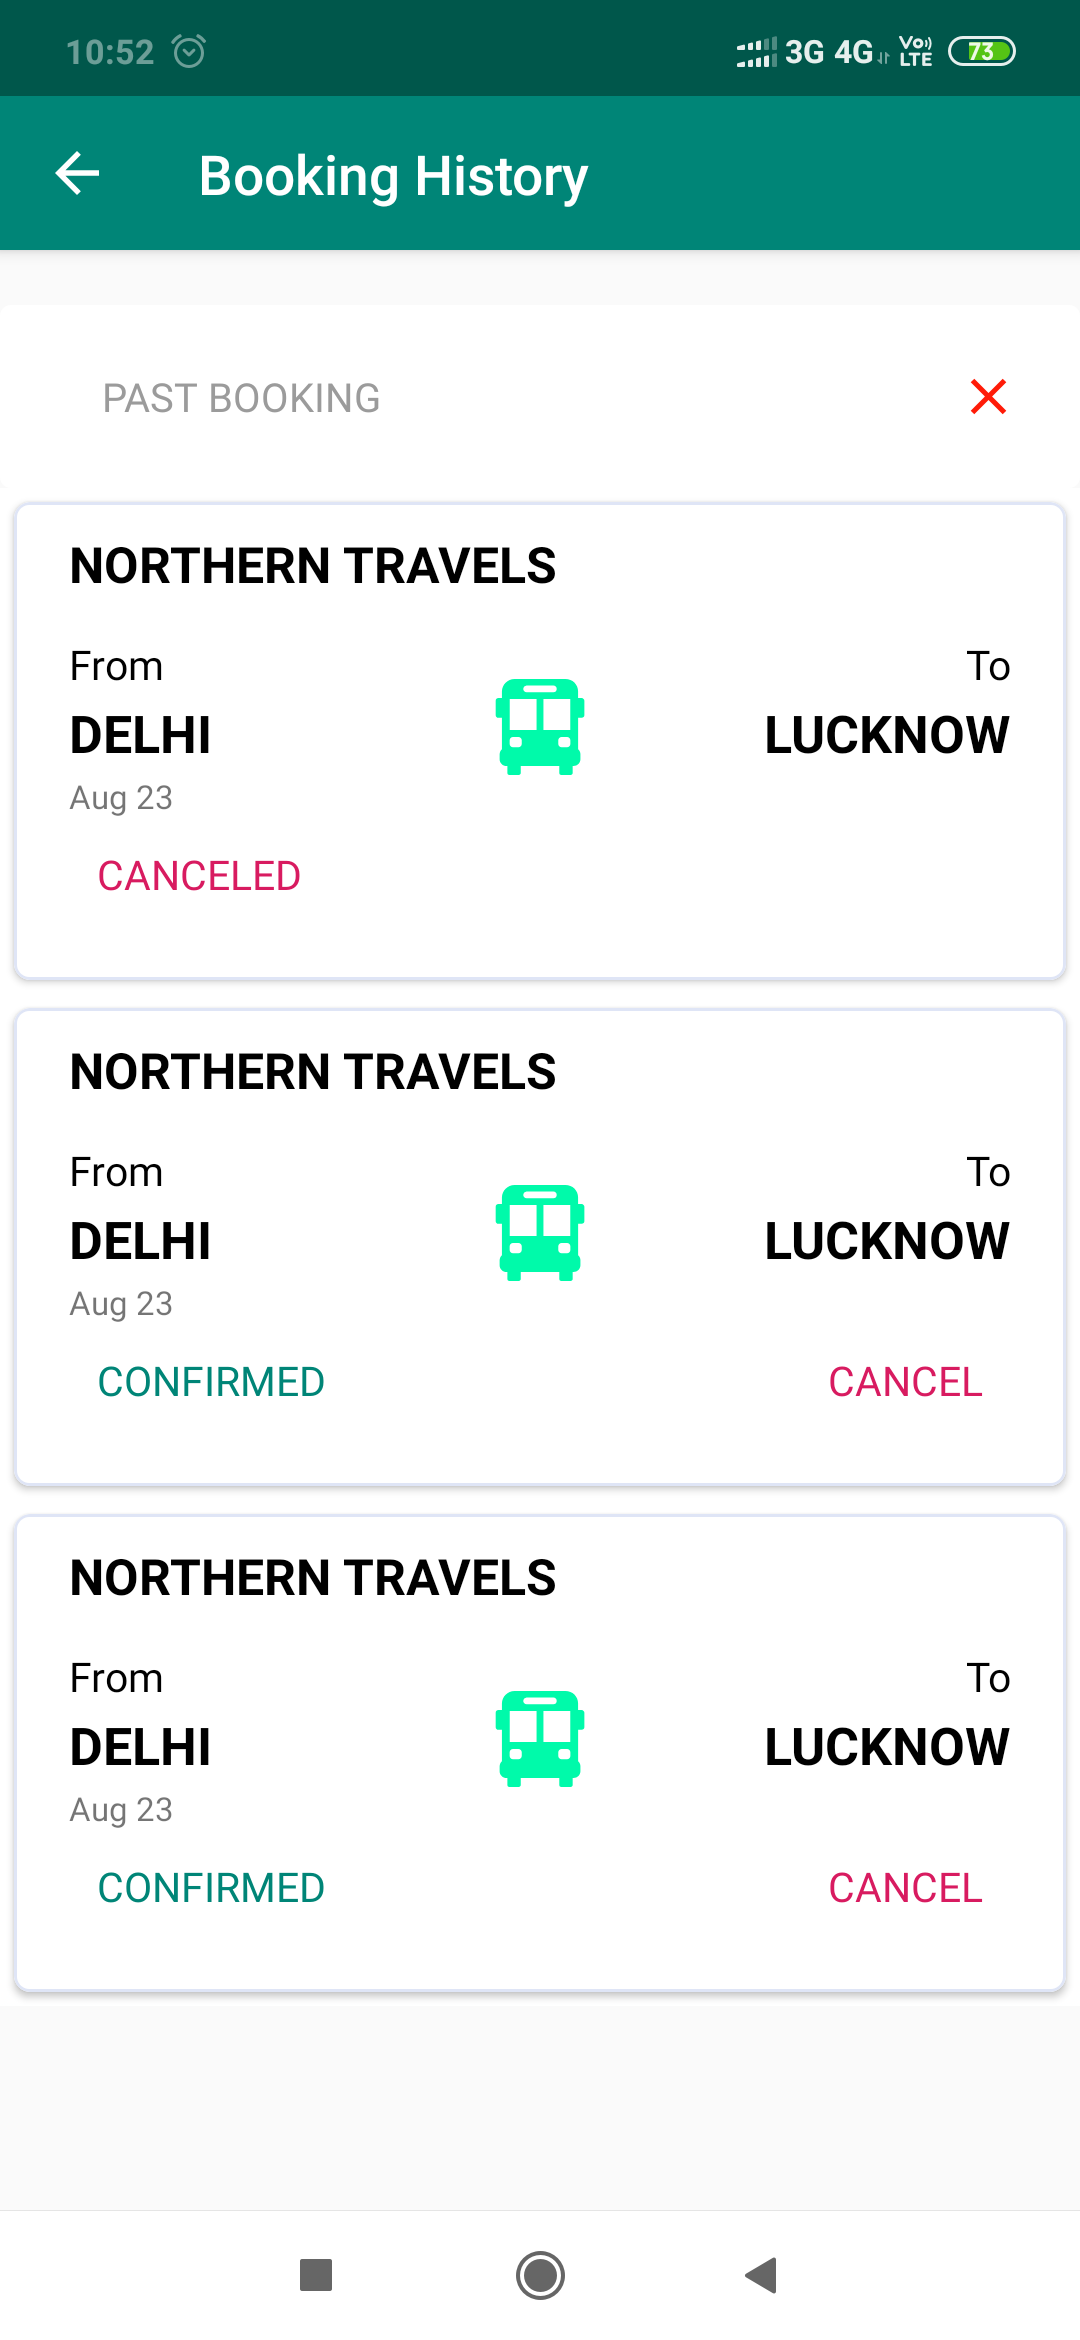 10:52 3G 4G VoLTE 73
Booking History
PAST BOOKING
NORTHERN TRAVELS
From To
DELHI LUCKNOW
Aug 23
CANCELED
NORTHERN TRAVELS
From To
DELHI LUCKNOW
Aug 23
CONFIRMED CANCEL
NORTHERN TRAVELS
From To
DELHI LUCKNOW
Aug 23
CONFIRMED CANCEL